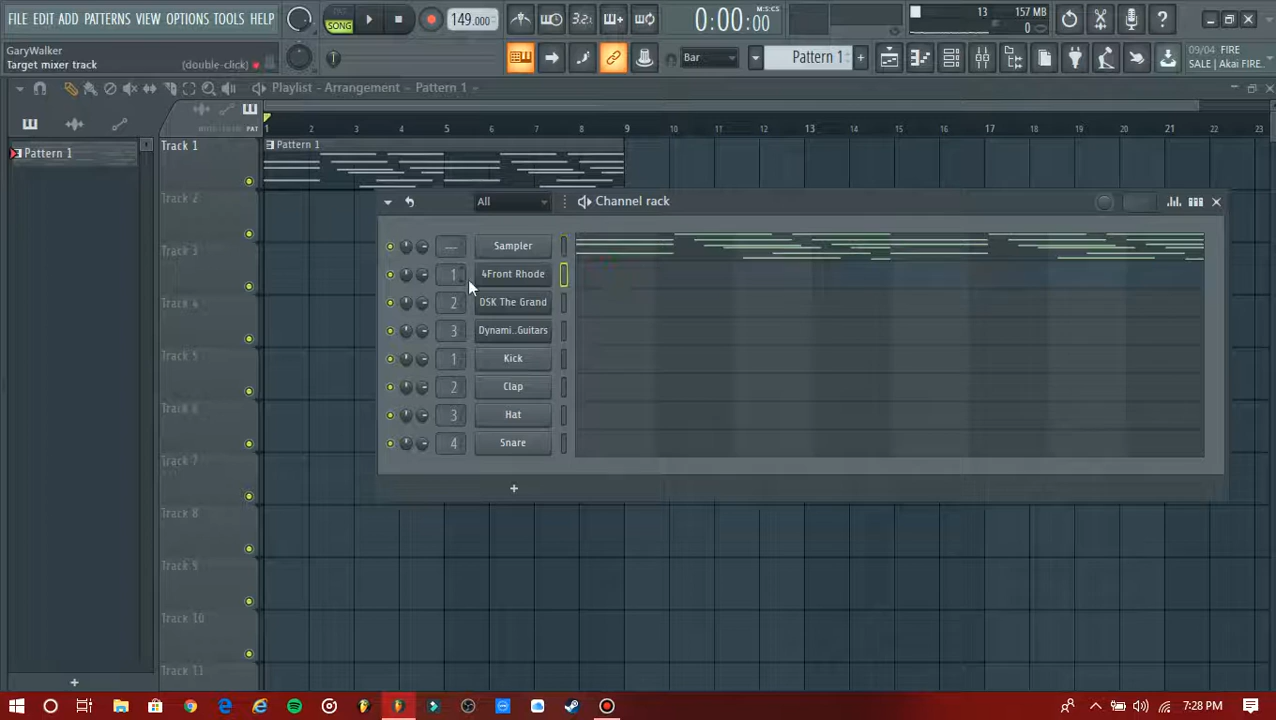 FILE EDIT ADD PATTERNS VIEW OPTIONS TOOLS HELP
SONG
149.000
3.2
0:00:00
M:S:CS
13
157 MB
0
GaryWalker
Target mixer track
(double-click)
Bar
Pattern 1
+
09/04 FIRE
SALE | Akai FIRE
Playlist - Arrangement - Pattern 1
PAT
1 2 3 4 5 6 7 8 9 10 11 12 13 14 15 16 17 18 19 20 21 22 23
Pattern 1
Track 1
Pattern 1
Track 2
Track 3
Track 4
Track 5
Track 6
Track 7
Track 8
Track 9
Track 10
Track 11
All
Channel rack
--- Sampler
1 4Front Rhode
2 DSK The Grand
3 Dynami..Guitars
1 Kick
2 Clap
3 Hat
4 Snare
+
+
7:28 PM